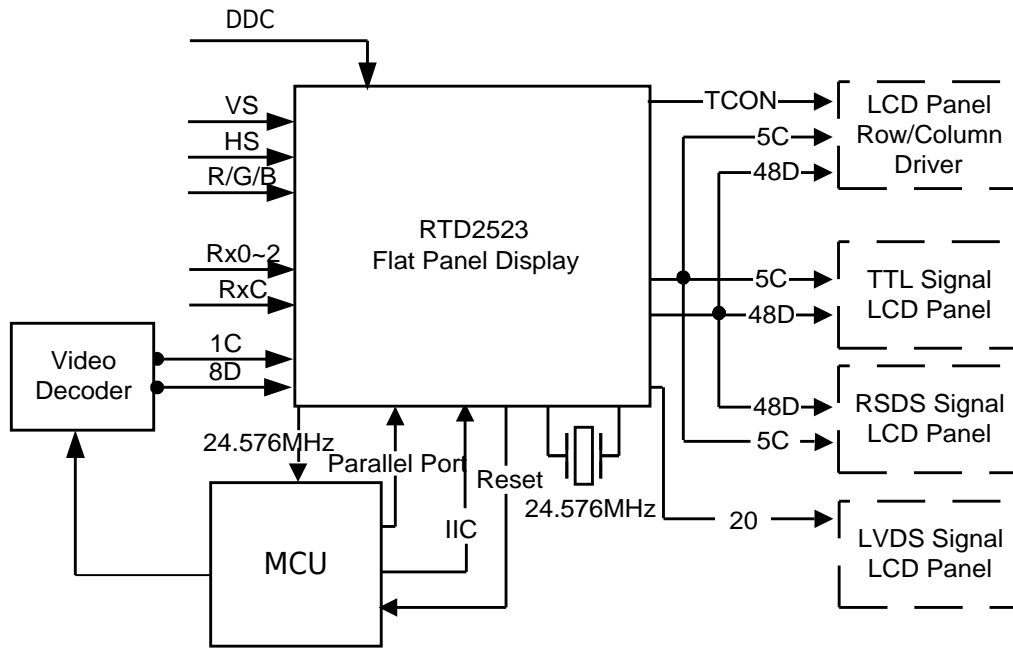 DDC
VS
HS
R/G/B
Rx0~2
RxC
1C
8D
Video
Decoder
RTD2523
Flat Panel Display
TCON
5C
48D
LCD Panel
Row/Column
Driver
5C
48D
TTL Signal
LCD Panel
48D
5C
RSDS Signal
LCD Panel
20
LVDS Signal
LCD Panel
24.576MHz
Parallel Port
IIC
Reset
24.576MHz
MCU